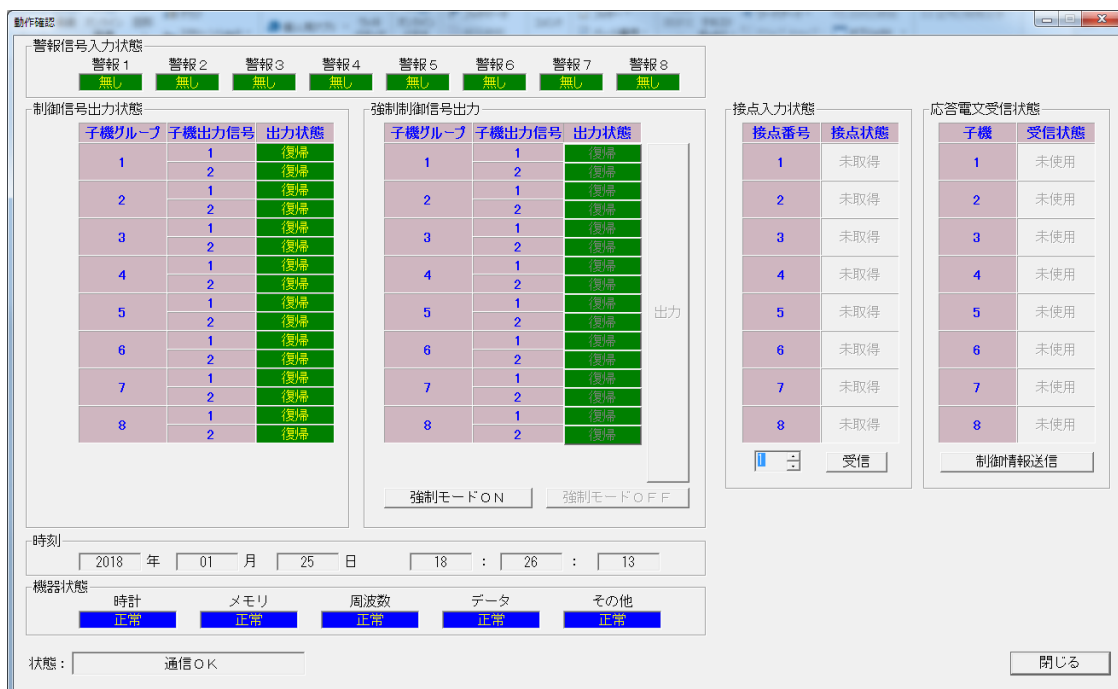 動作確認
警報信号入力状態
警報1 警報2 警報3 警報4 警報5 警報6 警報7 警報8
無し 無し 無し 無し 無し 無し 無し 無し
制御信号出力状態
子機グループ 子機出力信号 出力状態
1 1 復帰
2 復帰
2 1 復帰
2 復帰
3 1 復帰
2 復帰
4 1 復帰
2 復帰
5 1 復帰
2 復帰
6 1 復帰
2 復帰
7 1 復帰
2 復帰
8 1 復帰
2 復帰
強制制御信号出力
子機グループ 子機出力信号 出力状態
1 1 復帰
2 復帰
2 1 復帰
2 復帰
3 1 復帰
2 復帰
4 1 復帰
2 復帰
5 1 復帰
2 復帰
6 1 復帰
2 復帰
7 1 復帰
2 復帰
8 1 復帰
2 復帰
出力
強制モードON 強制モードOFF
接点入力状態
接点番号 接点状態
1 未取得
2 未取得
3 未取得
4 未取得
5 未取得
6 未取得
7 未取得
8 未取得
1 受信
応答電文受信状態
子機 受信状態
1 未使用
2 未使用
3 未使用
4 未使用
5 未使用
6 未使用
7 未使用
8 未使用
制御情報送信
時刻
2018 年 01 月 25 日 18 : 26 : 13
機器状態
時計 メモリ 周波数 データ その他
正常 正常 正常 正常 正常
状態: 通信OK
閉じる